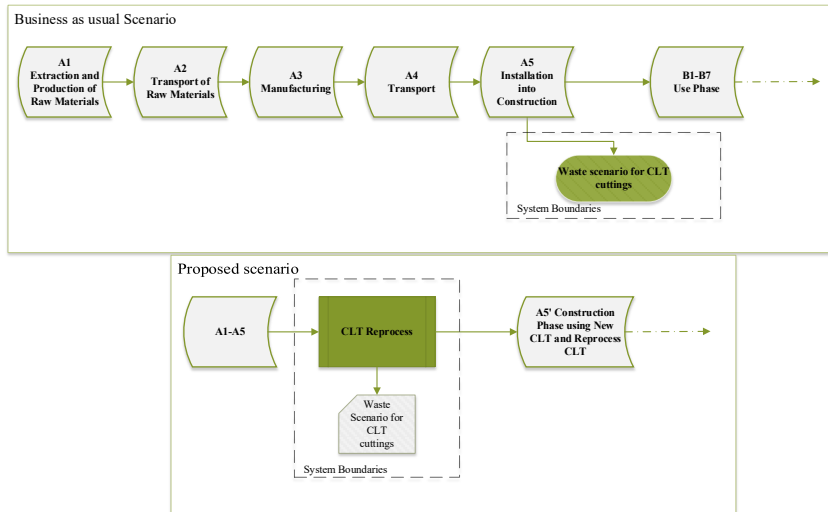 Business as usual Scenario
A1
Extraction and
Production of
Raw Materials
A2
Transport of
Raw Materials
A3
Manufacturing
A4
Transport
A5
Installation
into
Construction
B1-B7
Use Phase
Waste scenario for CLT
cuttings
System Boundaries
Proposed scenario
A1-A5
CLT Reprocess
A5' Construction
Phase using New
CLT and Reprocess
CLT
Waste
Scenario for
CLT
cuttings
System Boundaries